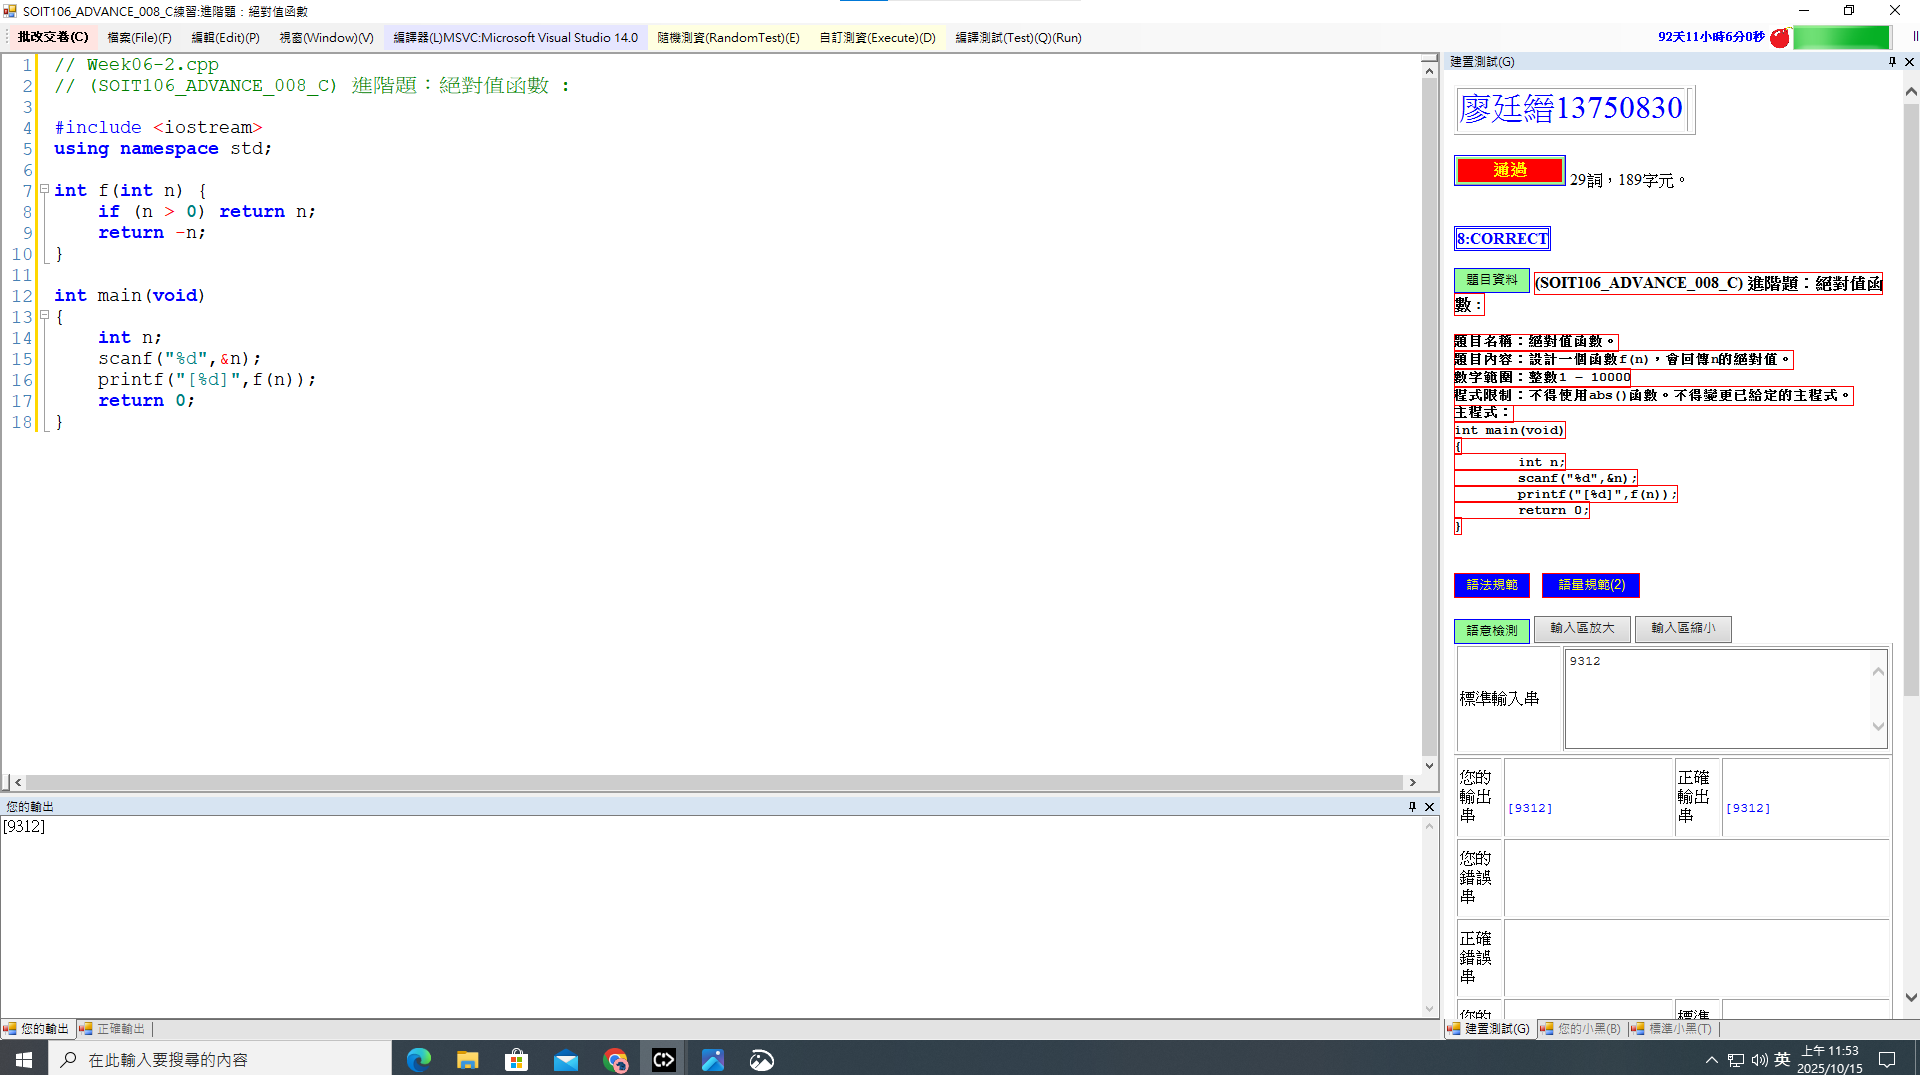 SOIT106_ADVANCE_008_C練習:進階題：絕對值函數
批改交卷(C) 檔案(File)(F) 編輯(Edit)(P) 視窗(Window)(V) 編譯器(L)MSVC:Microsoft Visual Studio 14.0 隨機測資(RandomTest)(E) 自訂測資(Execute)(D) 編譯測試(Test)(Q)(Run) 92天11小時6分0秒
1 // Week06-2.cpp
2 // (SOIT106_ADVANCE_008_C) 進階題：絕對值函數 :
3
4 #include <iostream>
5 using namespace std;
6
7 int f(int n) {
8 if (n > 0) return n;
9 return -n;
10 }
11
12 int main(void)
13 {
14 int n;
15 scanf("%d",&n);
16 printf("[%d]",f(n));
17 return 0;
18 }
您的輸出
[9312]
您的輸出 正確輸出
建置測試(G)
廖廷縉13750830
通過 29詞，189字元。
8:CORRECT
題目資料 (SOIT106_ADVANCE_008_C) 進階題：絕對值函
數：
題目名稱：絕對值函數。
題目內容：設計一個函數f(n)，會回傳n的絕對值。
數字範圍：整數1 - 10000
程式限制：不得使用abs()函數。不得變更已給定的主程式。
主程式：
int main(void)
{
int n;
scanf("%d",&n);
printf("[%d]",f(n));
return 0;
}
語法規範 語量規範(2)
語意檢測 輸入區放大 輸入區縮小
標準輸入串 9312
您的輸出串 [9312] 正確輸出串 [9312]
您的錯誤串
正確錯誤串
您的 標準
建置測試(G) 您的小黑(B) 標準小黑(T)
在此輸入要搜尋的內容
英 上午 11:53
2025/10/15